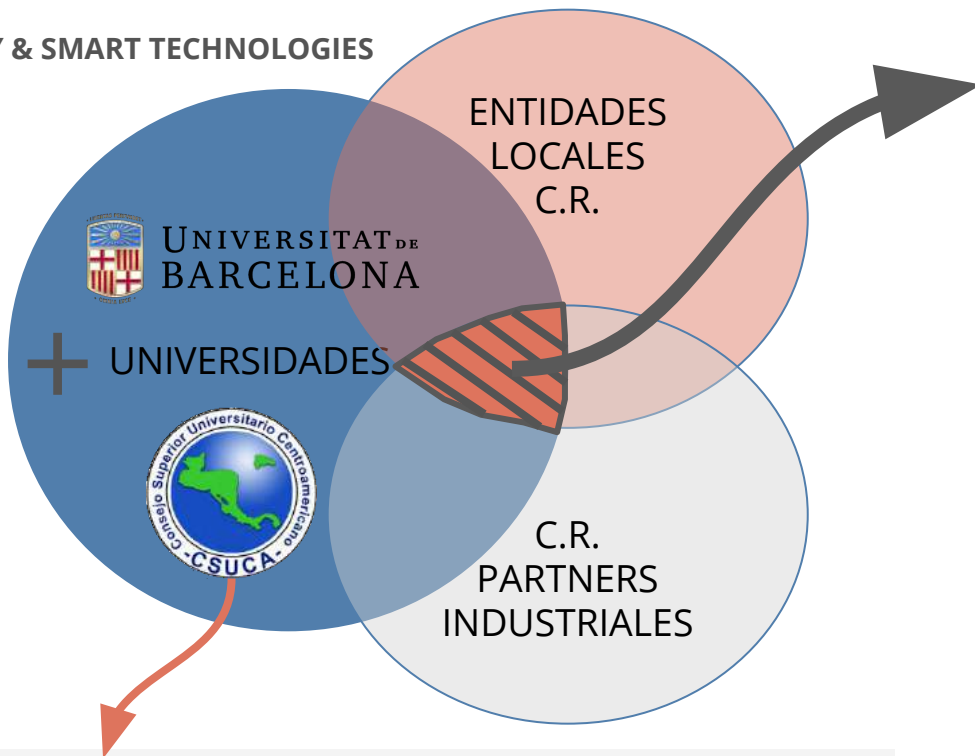 Y & SMART TECHNOLOGIES
ENTIDADES
LOCALES
C.R.
UNIVERSITAT DE
BARCELONA
+ UNIVERSIDADES
Consejo Superior Universitario Centroamericano
-CSUCA-
C.R.
PARTNERS
INDUSTRIALES